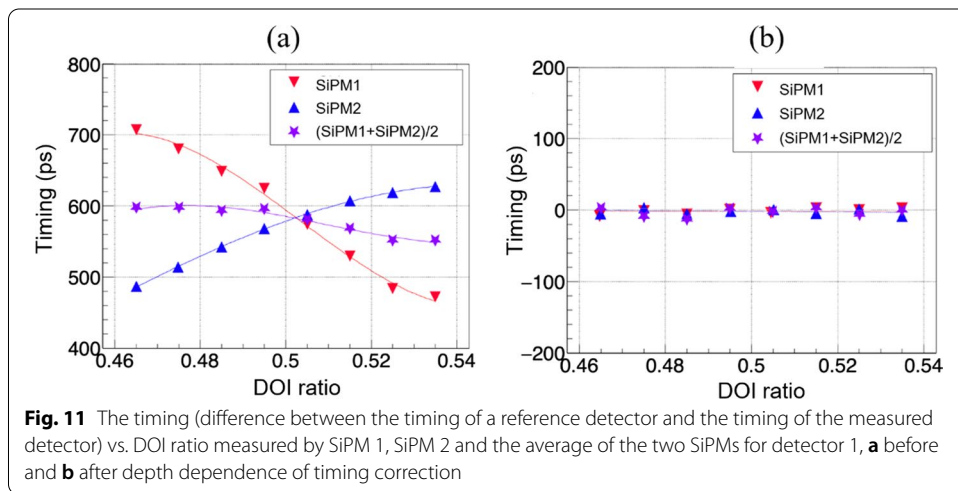 (a)
800
700
600
500
400
Timing (ps)
SiPM1
SiPM2
(SiPM1+SiPM2)/2
0.46
0.48
0.5
0.52
0.54
DOI ratio
(b)
200
100
0
−100
−200
Timing (ps)
SiPM1
SiPM2
(SiPM1+SiPM2)/2
0.46
0.48
0.5
0.52
0.54
DOI ratio
Fig. 11 The timing (difference between the timing of a reference detector and the timing of the measured
detector) vs. DOI ratio measured by SiPM 1, SiPM 2 and the average of the two SiPMs for detector 1, a before
and b after depth dependence of timing correction